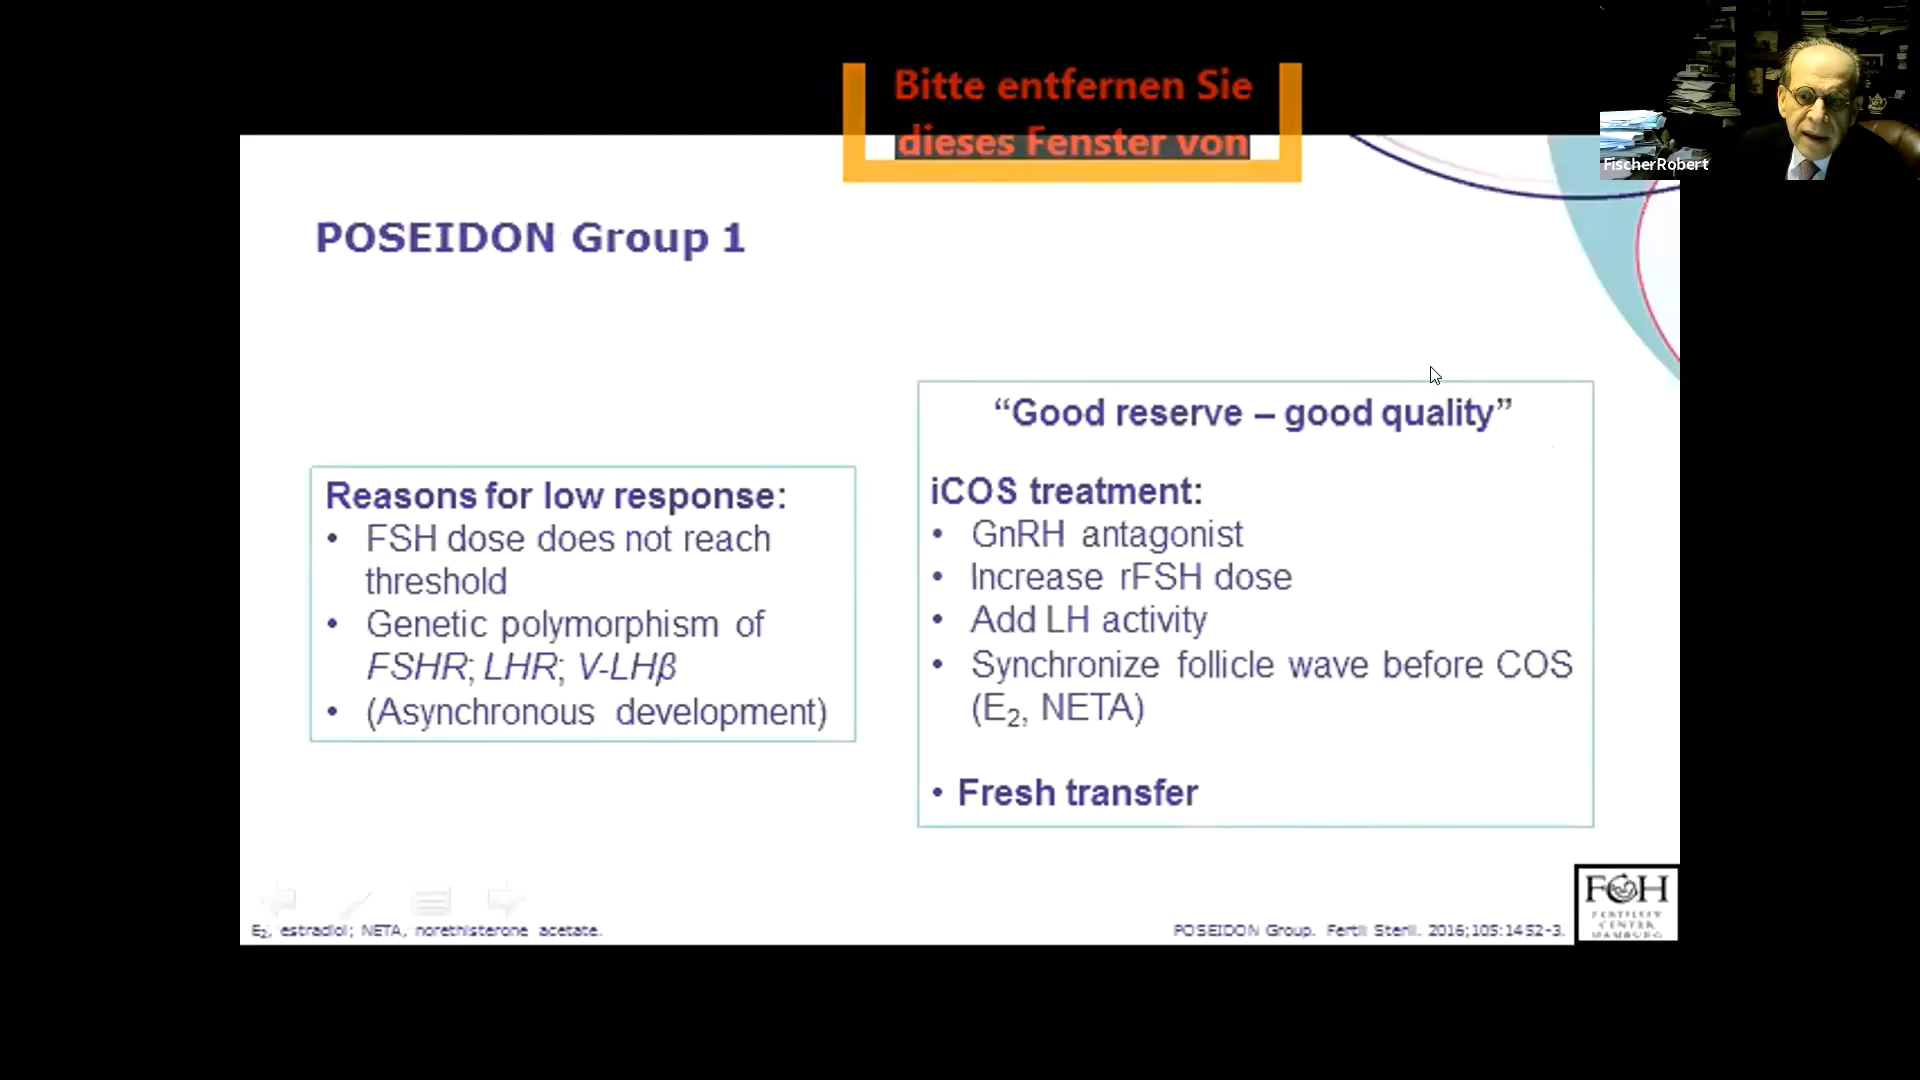 Bitte entfernen Sie
dieses Fenster von
FischerRobert
POSEIDON Group 1
Reasons for low response:
• FSH dose does not reach
threshold
• Genetic polymorphism of
FSHR; LHR; V-LHβ
• (Asynchronous development)
“Good reserve – good quality”
iCOS treatment:
• GnRH antagonist
• Increase rFSH dose
• Add LH activity
• Synchronize follicle wave before COS
(E₂, NETA)
• Fresh transfer
E₂, estradiol; NETA, norethisterone acetate.
POSEIDON Group. Fertil Steril. 2016;105:1452-3.
FCH
FERTILITY
CENTER
HAMBURG